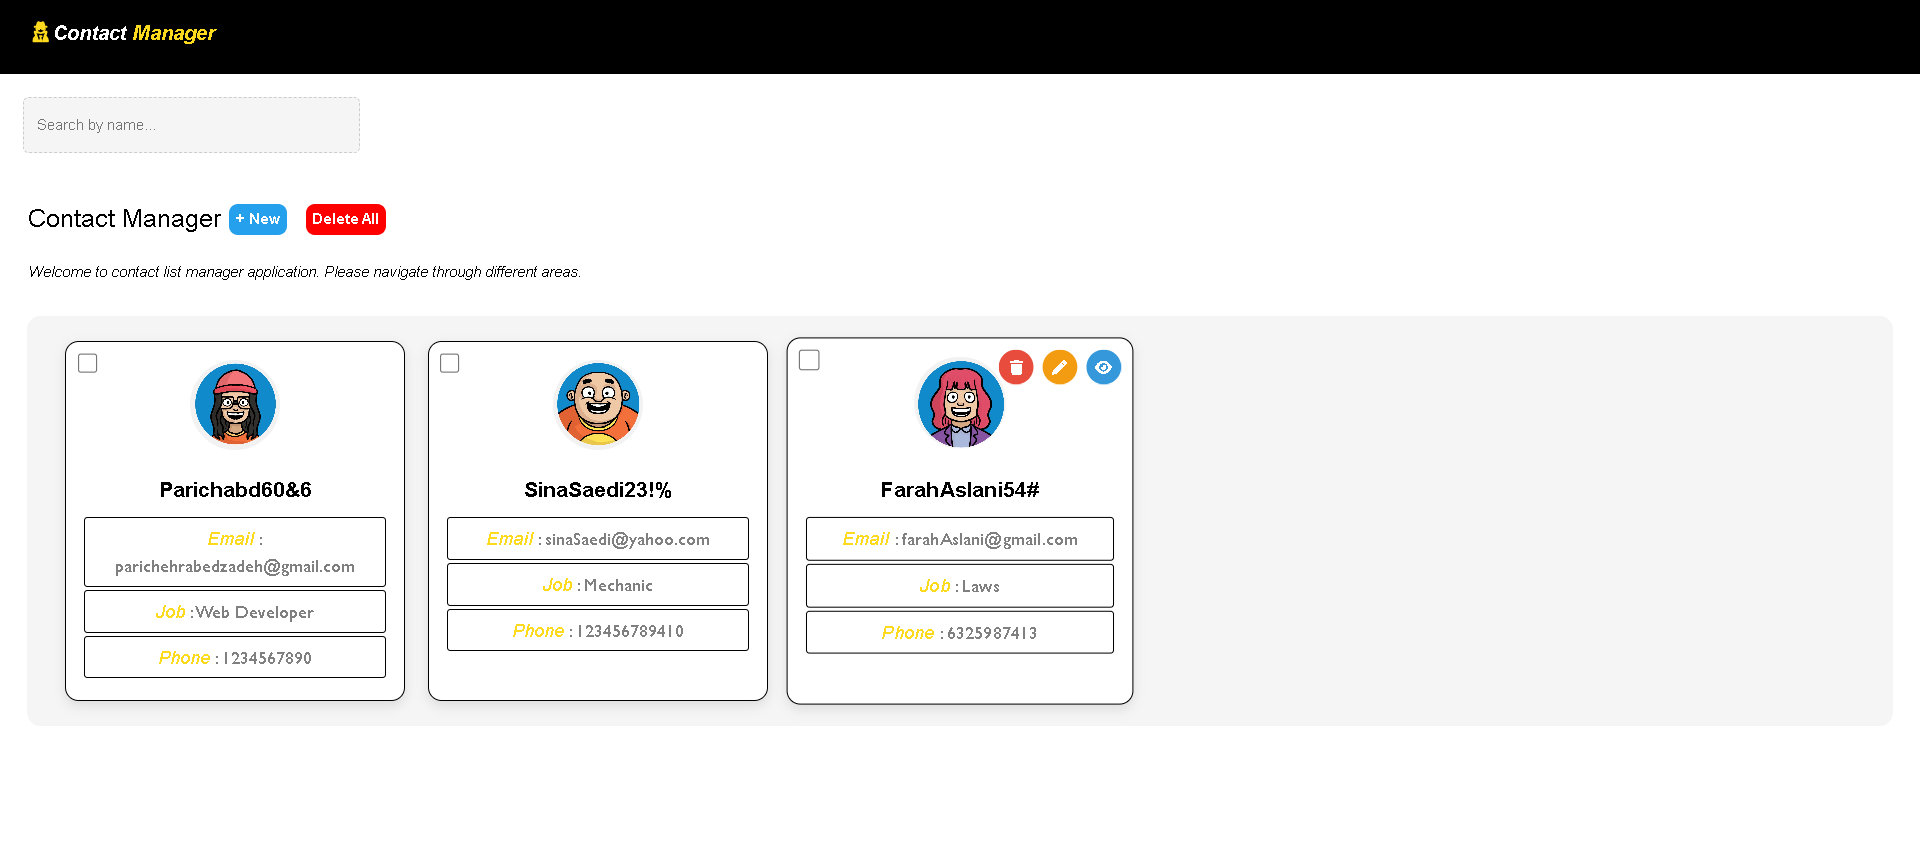 Contact Manager
Search by name...
Contact Manager + New Delete All
Welcome to contact list manager application. Please navigate through different areas.
Parichabd60&6
Email :
parichehrabedzadeh@gmail.com
Job : Web Developer
Phone : 1234567890
SinaSaedi23!%
Email : sinaSaedi@yahoo.com
Job : Mechanic
Phone : 123456789410
FarahAslani54#
Email : farahAslani@gmail.com
Job : Laws
Phone : 6325987413